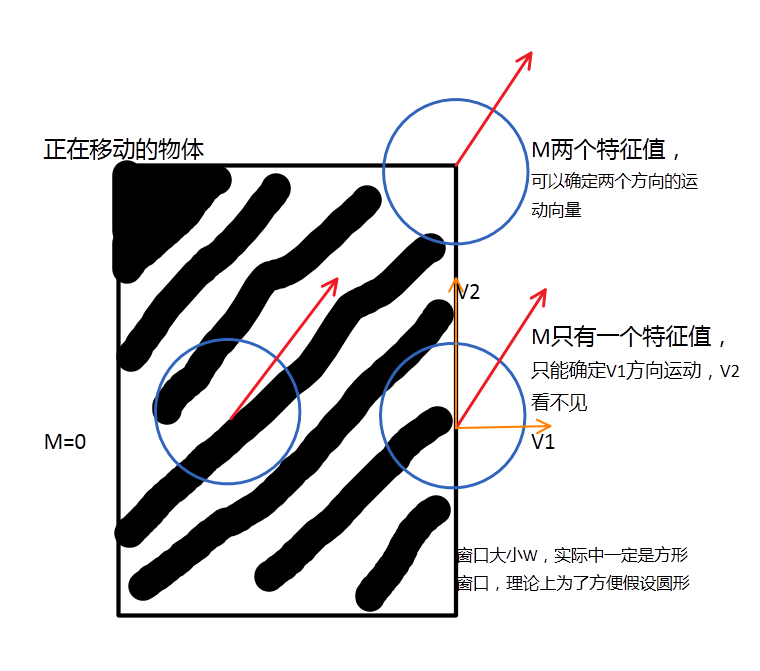 正在移动的物体
M两个特征值，
可以确定两个方向的运
动向量
V2
M只有一个特征值，
只能确定V1方向运动，V2
看不见
M=0
V1
窗口大小W，实际中一定是方形
窗口，理论上为了方便假设圆形